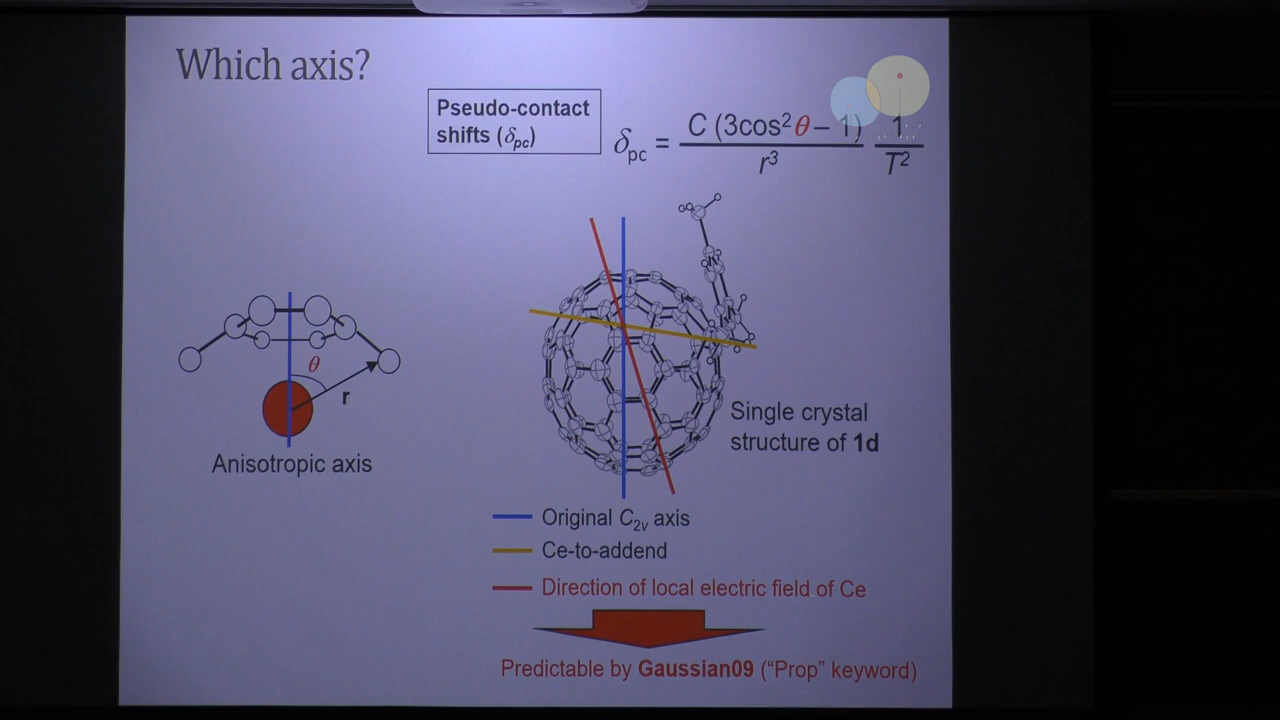 Which axis?
Pseudo-contact
shifts (δpc)
δpc = C (3cos²θ – 1) / r³ 1 / T²
θ
r
Anisotropic axis
Single crystal
structure of 1d
Original C2v axis
Ce-to-addend
Direction of local electric field of Ce
Predictable by Gaussian09 (“Prop” keyword)